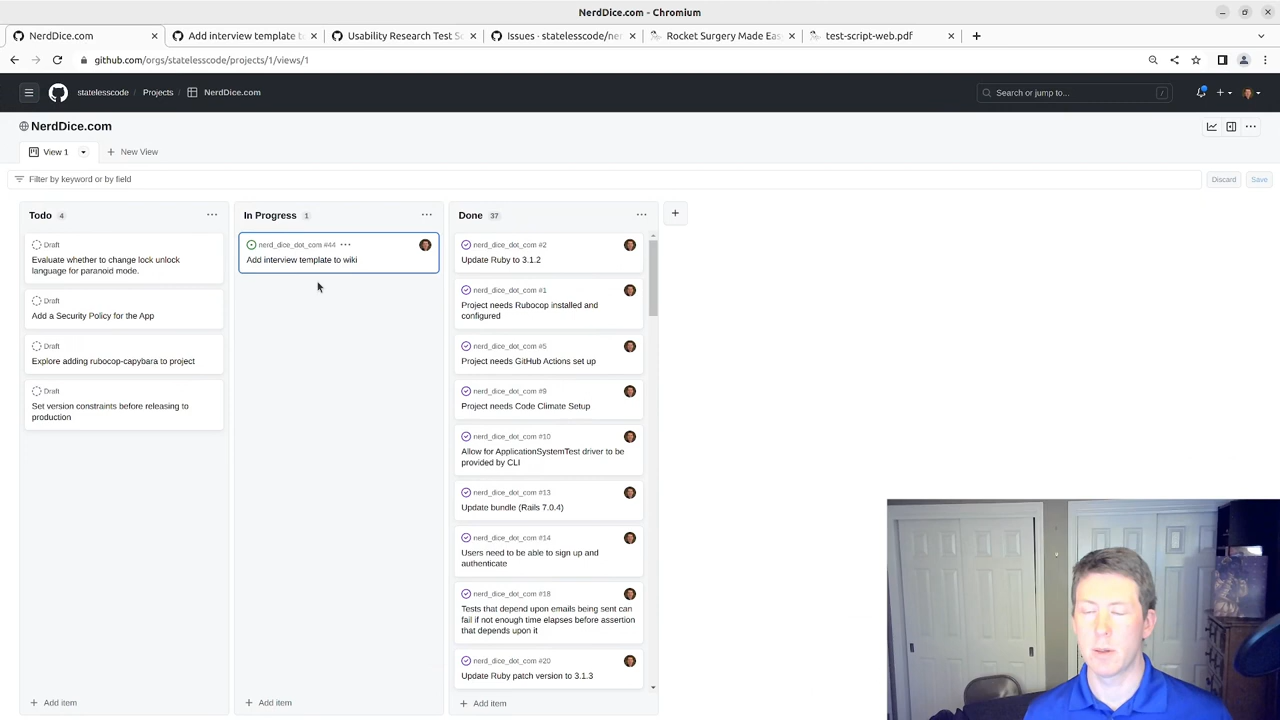 NerdDice.com - Chromium
NerdDice.com
Add interview template t
Usability Research Test Sc
Issues · statelesscode/ner
Rocket Surgery Made Eas
test-script-web.pdf
github.com/orgs/statelesscode/projects/1/views/1
statelesscode
Projects
NerdDice.com
Search or jump to...
/
NerdDice.com
View 1
New View
Filter by keyword or by field
Discard
Save
Todo 4
Draft
Evaluate whether to change lock unlock
language for paranoid mode.
Draft
Add a Security Policy for the App
Draft
Explore adding rubocop-capybara to project
Draft
Set version constraints before releasing to
production
Add item
In Progress 1
nerd_dice_dot_com #44
Add interview template to wiki
Add item
Done 37
nerd_dice_dot_com #2
Update Ruby to 3.1.2
nerd_dice_dot_com #1
Project needs Rubocop installed and
configured
nerd_dice_dot_com #5
Project needs GitHub Actions set up
nerd_dice_dot_com #9
Project needs Code Climate Setup
nerd_dice_dot_com #10
Allow for ApplicationSystemTest driver to be
provided by CLI
nerd_dice_dot_com #13
Update bundle (Rails 7.0.4)
nerd_dice_dot_com #14
Users need to be able to sign up and
authenticate
nerd_dice_dot_com #18
Tests that depend upon emails being sent can
fail if not enough time elapses before assertion
that depends upon it
nerd_dice_dot_com #20
Update Ruby patch version to 3.1.3
Add item